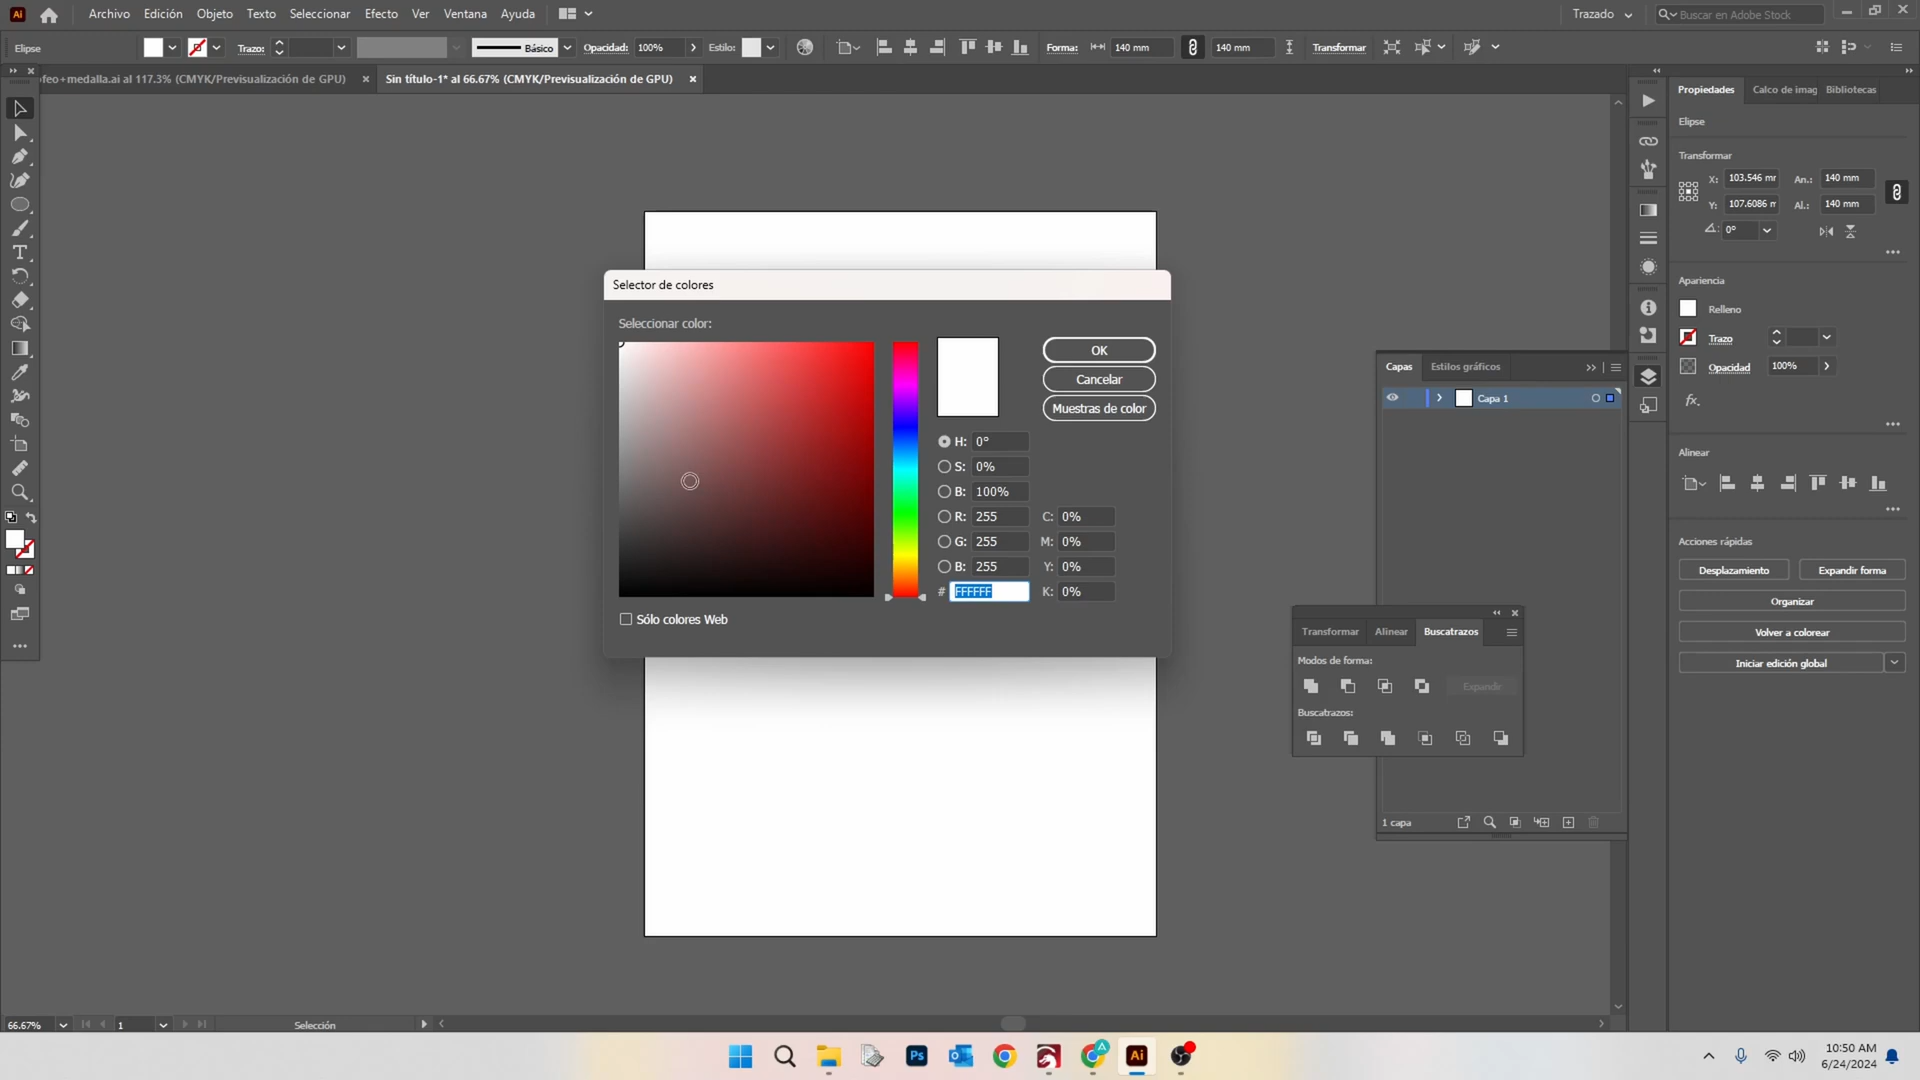 Ai Archivo Edición Objeto Texto Seleccionar Efecto Ver Ventana Ayuda Trazado Buscar en Adobe Stock
Elipse Trazo: Básico Opacidad: 100% Estilo: Forma: 140 mm 140 mm Transformar
ofeo+medalla.ai al 117.3% (CMYK/Previsualización de GPU) × Sin título-1* al 66.67% (CMYK/Previsualización de GPU) ×
Propiedades Calco de imag Bibliotecas
Elipse
Transformar
X: 103.546 mr An.: 140 mm
Y: 107.6086 r Al.: 140 mm
0°
Apariencia
Relleno
Trazo
Opacidad 100%
fx.
Alinear
Acciones rápidas
Desplazamiento Expandir forma
Organizar
Volver a colorear
Iniciar edición global
Selector de colores
Seleccionar color:
OK
Cancelar
Muestras de color
H: 0°
S: 0%
B: 100%
R: 255 C: 0%
G: 255 M: 0%
B: 255 Y: 0%
# FFFFFF K: 0%
Sólo colores Web
Capas Estilos gráficos
Capa 1
Transformar Alinear Buscatrazos
Modos de forma:
Expandir
Buscatrazos:
1 capa
66.67% 1 Selección
Ps Ai
10:50 AM
6/24/2024